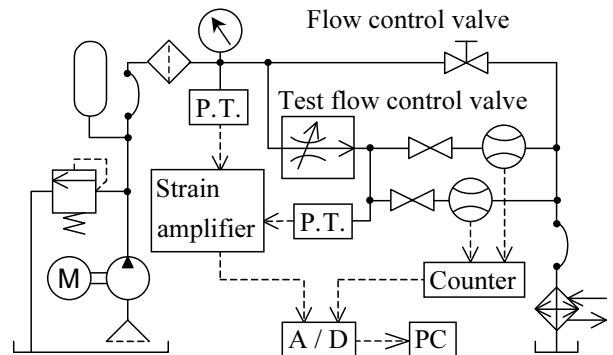 Flow control valve
P.T.
Test flow control valve
Strain
amplifier
P.T.
M
Counter
A / D
PC